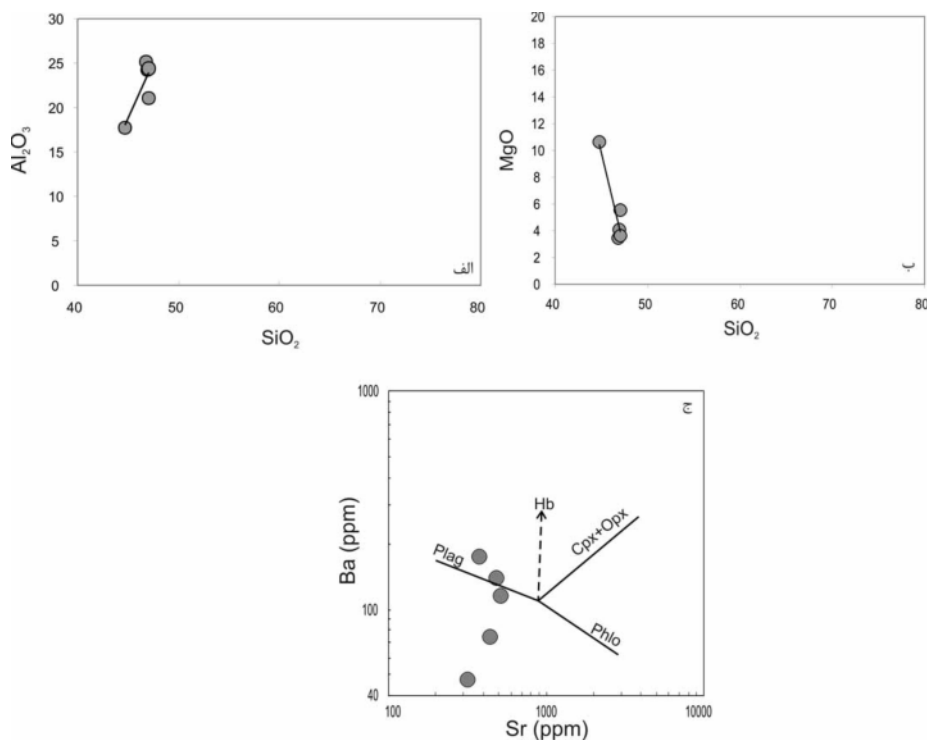 30
25
20
15
10
5
0
Al₂O₃
40 50 60 70 80
SiO₂
الف
20
18
16
14
12
10
8
6
4
2
0
MgO
40 50 60 70 80
SiO₂
ب
1000
100
40
Ba (ppm)
ج
Hb
Cpx+Opx
Plag
Phlo
100 1000 10000
Sr (ppm)